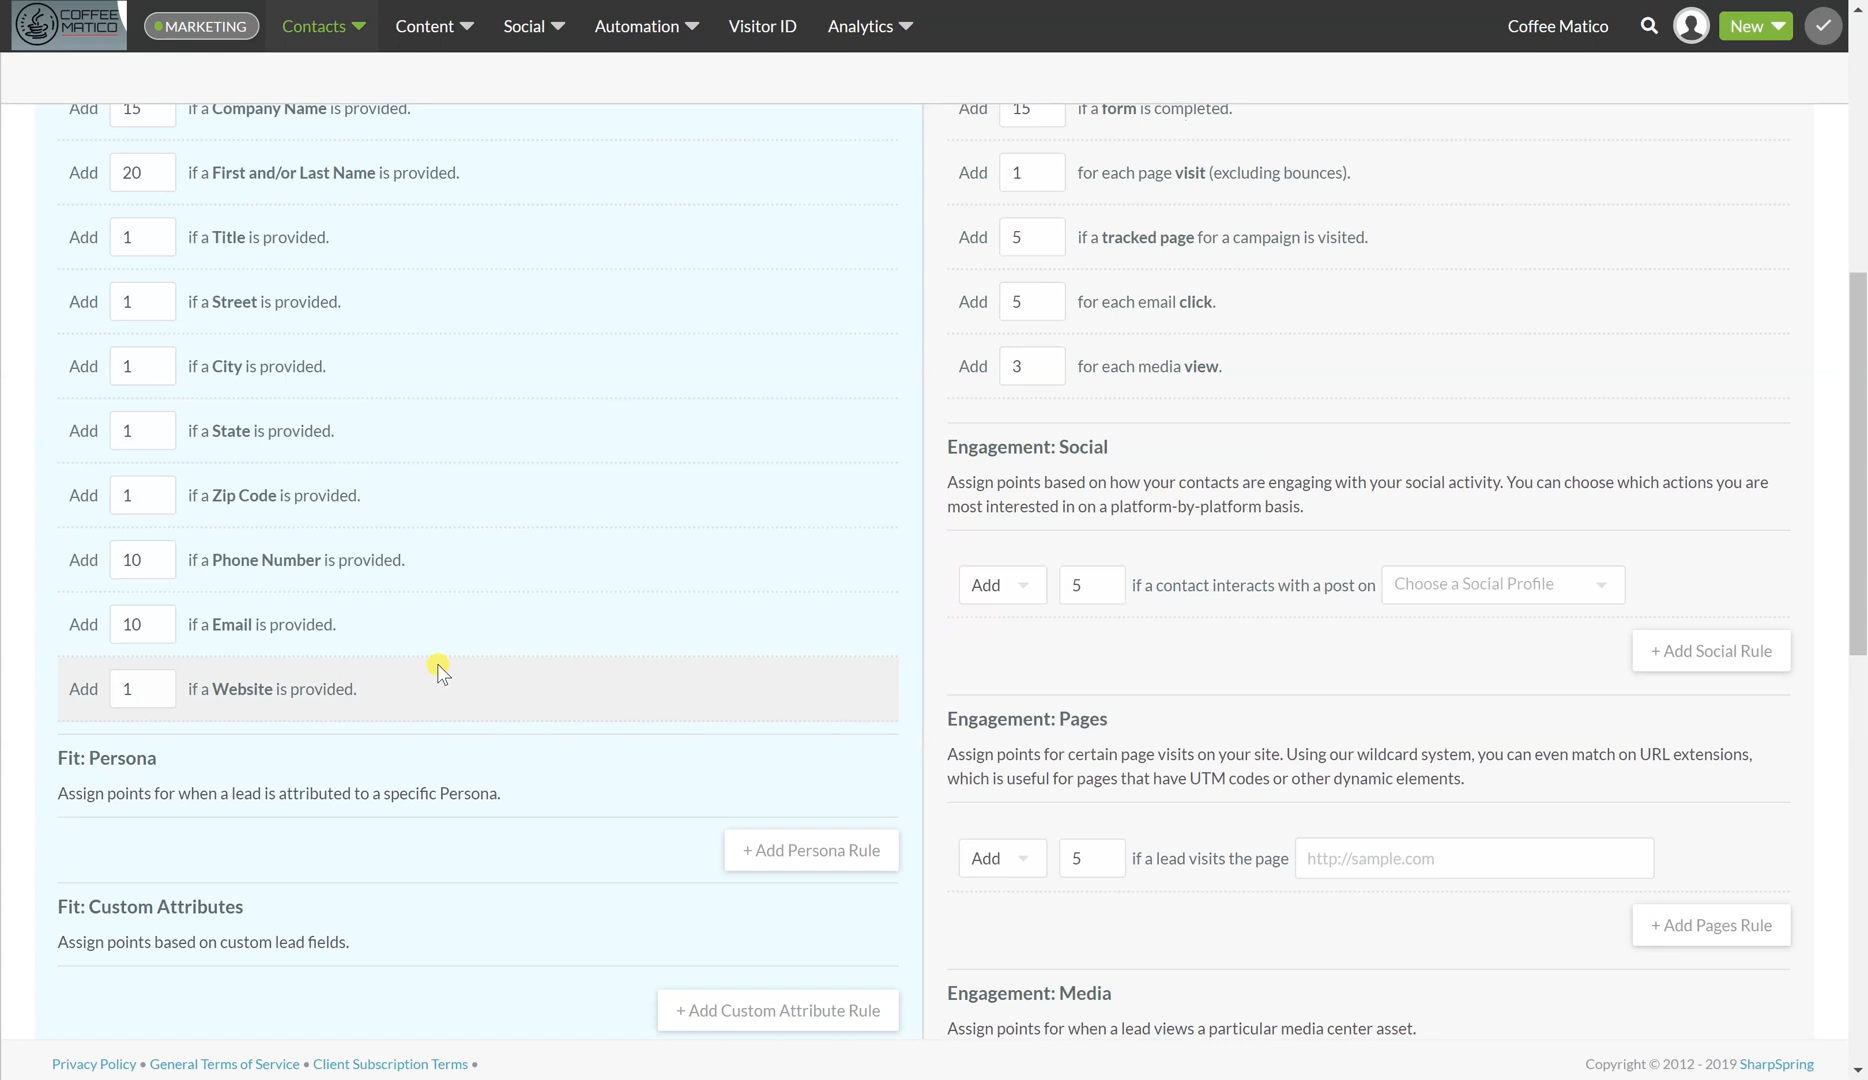 COFFEE
MATICO
MARKETING
Contacts
Content
Social
Automation
Visitor ID
Analytics
Coffee Matico
New
Add 15 if a Company Name is provided.
Add 20 if a First and/or Last Name is provided.
Add 1 if a Title is provided.
Add 1 if a Street is provided.
Add 1 if a City is provided.
Add 1 if a State is provided.
Add 1 if a Zip Code is provided.
Add 10 if a Phone Number is provided.
Add 10 if a Email is provided.
Add 1 if a Website is provided.
Fit: Persona
Assign points for when a lead is attributed to a specific Persona.
+ Add Persona Rule
Fit: Custom Attributes
Assign points based on custom lead fields.
+ Add Custom Attribute Rule
Add 15 if a form is completed.
Add 1 for each page visit (excluding bounces).
Add 5 if a tracked page for a campaign is visited.
Add 5 for each email click.
Add 3 for each media view.
Engagement: Social
Assign points based on how your contacts are engaging with your social activity. You can choose which actions you are
most interested in on a platform-by-platform basis.
Add 5 if a contact interacts with a post on Choose a Social Profile
+ Add Social Rule
Engagement: Pages
Assign points for certain page visits on your site. Using our wildcard system, you can even match on URL extensions,
which is useful for pages that have UTM codes or other dynamic elements.
Add 5 if a lead visits the page http://sample.com
+ Add Pages Rule
Engagement: Media
Assign points for when a lead views a particular media center asset.
Privacy Policy • General Terms of Service • Client Subscription Terms •
Copyright © 2012 - 2019 SharpSpring